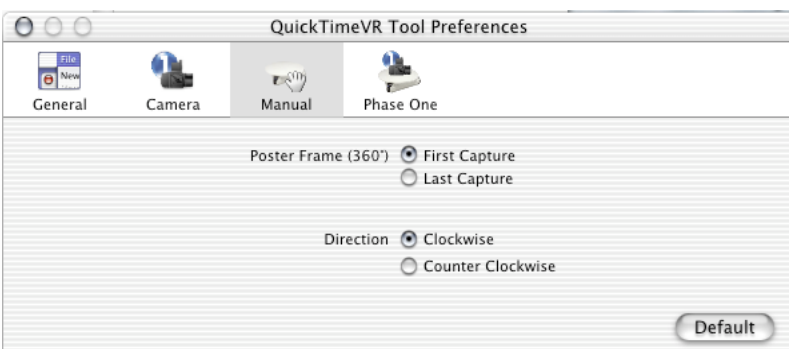 QuickTimeVR Tool Preferences
File
New
General Camera Manual Phase One
Poster Frame (360°) First Capture
Last Capture
Direction Clockwise
Counter Clockwise
Default